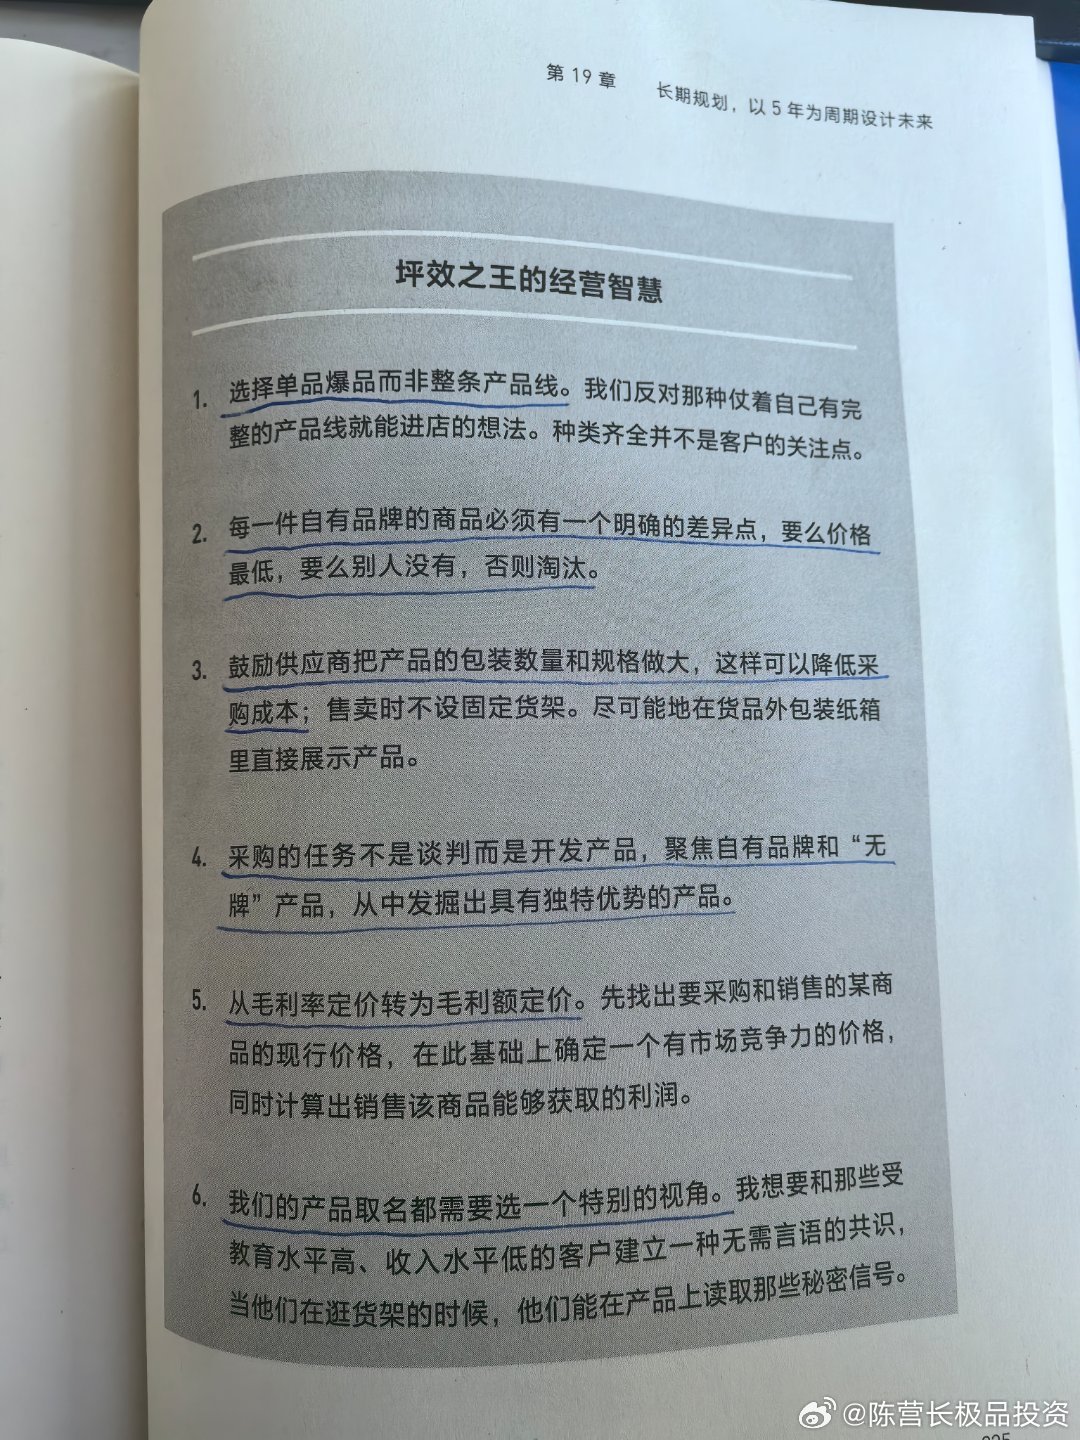 第 19 章 长期规划，以 5 年为周期设计未来
坪效之王的经营智慧
1. 选择单品爆品而非整条产品线。我们反对那种仗着自己有完
整的产品线就能进店的想法。种类齐全并不是客户的关注点。
2. 每一件自有品牌的商品必须有一个明确的差异点，要么价格
最低，要么别人没有，否则淘汰。
3. 鼓励供应商把产品的包装数量和规格做大，这样可以降低采
购成本；售卖时不设固定货架。尽可能地在货品外包装纸箱
里直接展示产品。
4. 采购的任务不是谈判而是开发产品，聚焦自有品牌和“无
牌”产品，从中发掘出具有独特优势的产品。
5. 从毛利率定价转为毛利额定价。先找出要采购和销售的某商
品的现行价格，在此基础上确定一个有市场竞争力的价格，
同时计算出销售该商品能够获取的利润。
6. 我们的产品取名都需要选一个特别的视角。我想要和那些受
教育水平高、收入水平低的客户建立一种无需言语的共识，
当他们在逛货架的时候，他们能在产品上读取那些秘密信号。
@陈营长极品投资